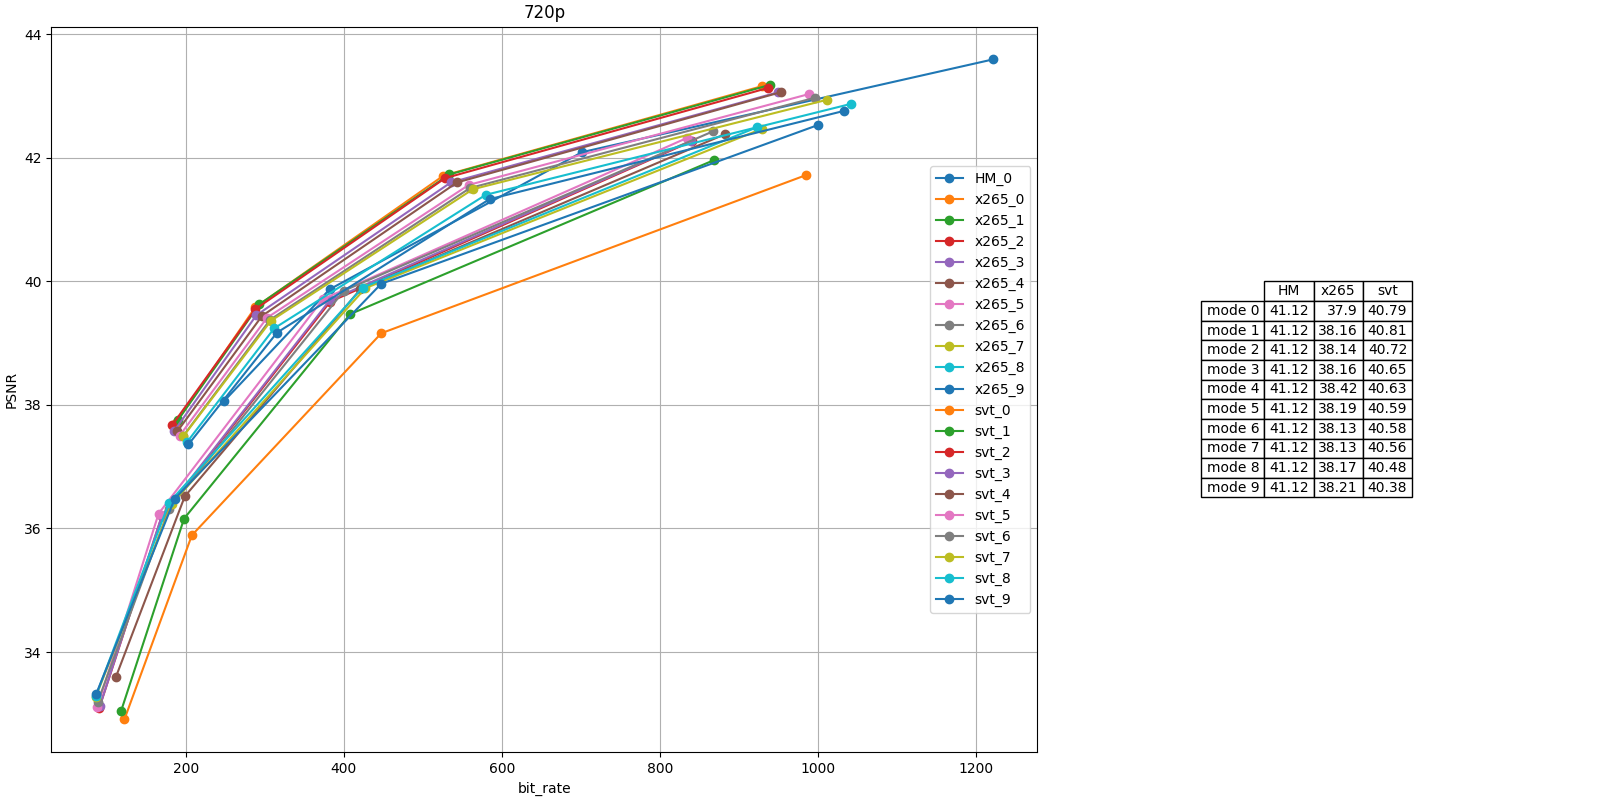 720p
44
42
40
38
36
34
PSNR
200
400
600
800
1000
1200
bit_rate
HM_0
x265_0
x265_1
x265_2
x265_3
x265_4
x265_5
x265_6
x265_7
x265_8
x265_9
svt_0
svt_1
svt_2
svt_3
svt_4
svt_5
svt_6
svt_7
svt_8
svt_9
HM x265 svt
mode 0 41.12 37.9 40.79
mode 1 41.12 38.16 40.81
mode 2 41.12 38.14 40.72
mode 3 41.12 38.16 40.65
mode 4 41.12 38.42 40.63
mode 5 41.12 38.19 40.59
mode 6 41.12 38.13 40.58
mode 7 41.12 38.13 40.56
mode 8 41.12 38.17 40.48
mode 9 41.12 38.21 40.38